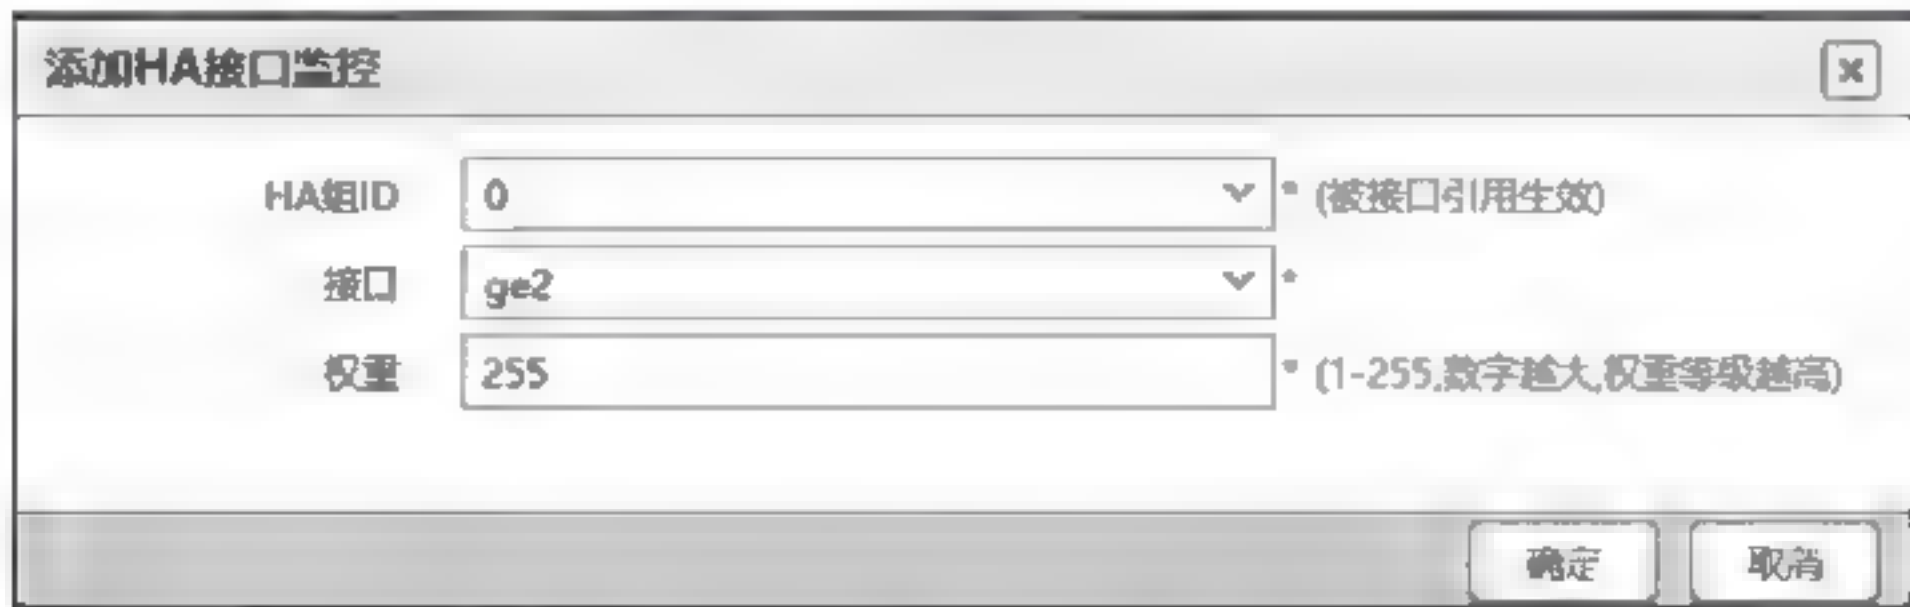 添加HA接口监控
HA组ID 0 * (被接口引用生效)
接口 ge2 *
权重 255 * (1-255,数字越大,权重等级越高)
确定 取消